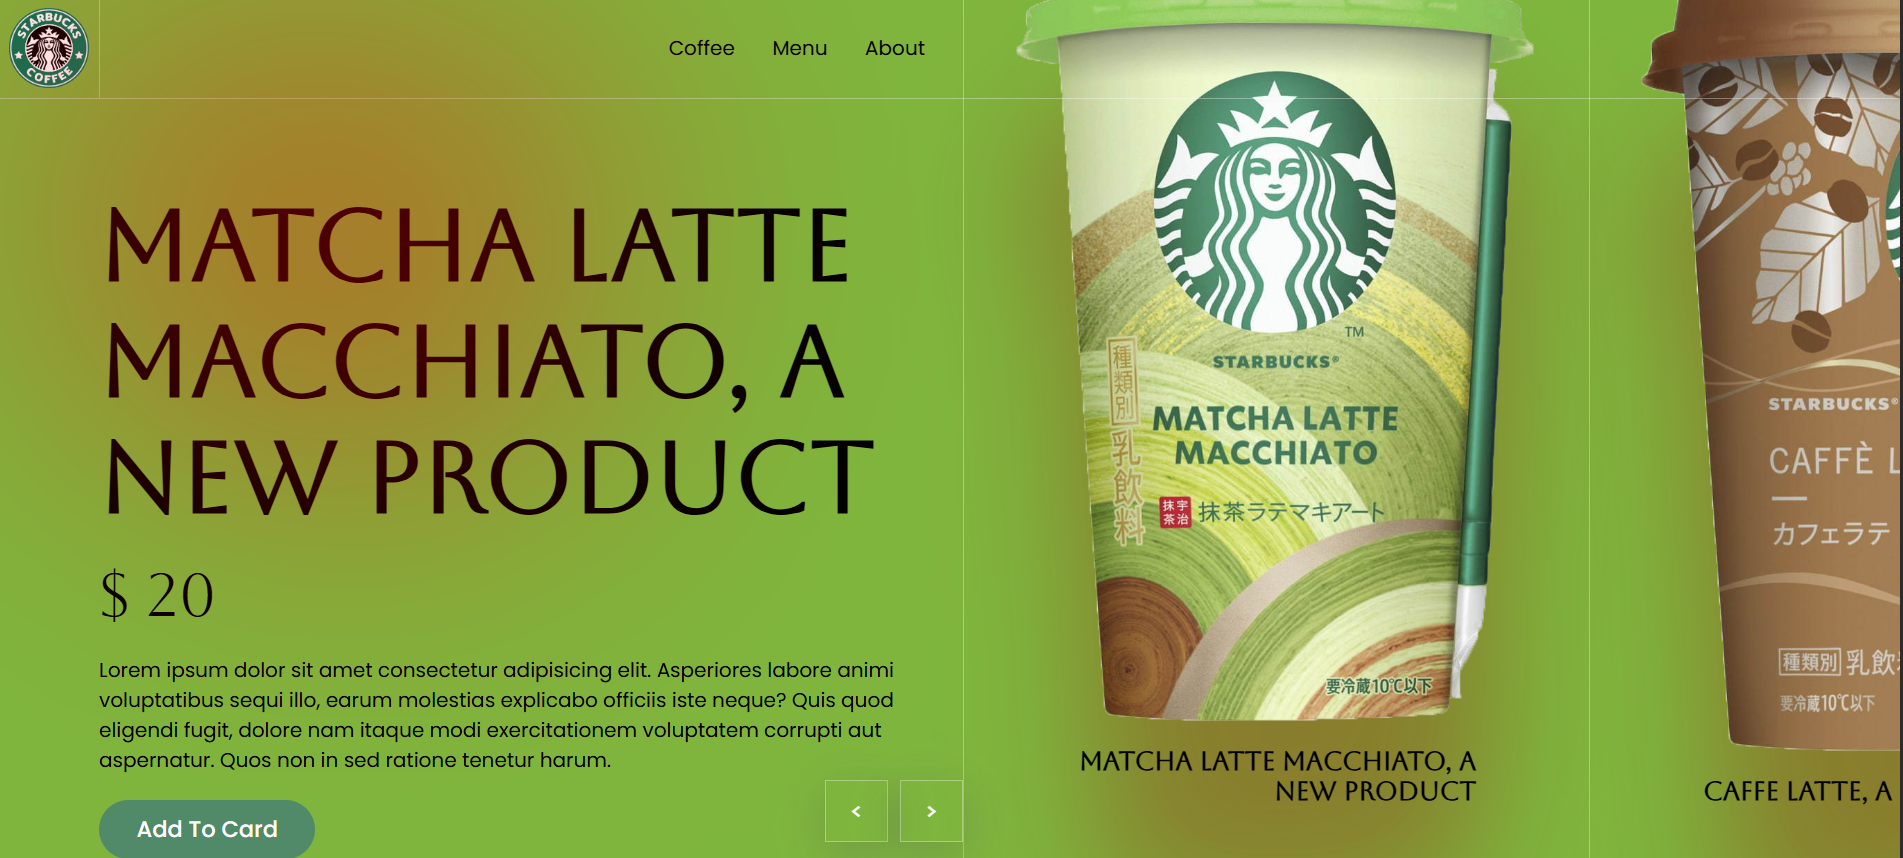 STARBUCKS
COFFEE
Coffee Menu About
MATCHA LATTE
MACCHIATO, A
NEW PRODUCT
$ 20
Lorem ipsum dolor sit amet consectetur adipisicing elit. Asperiores labore animi
voluptatibus sequi illo, earum molestias explicabo officiis iste neque? Quis quod
eligendi fugit, dolore nam itaque modi exercitationem voluptatem corrupti aut
aspernatur. Quos non in sed ratione tenetur harum.
Add To Card
< >
TM
STARBUCKS®
MATCHA LATTE
MACCHIATO
種類別 乳飲料
宇治抹茶
抹茶ラテマキアート
要冷蔵10℃以下
MATCHA LATTE MACCHIATO, A
NEW PRODUCT
STARBUCKS®
CAFFÈ L
カフェラテ
種類別 乳飲
要冷蔵10℃以下
CAFFE LATTE, A